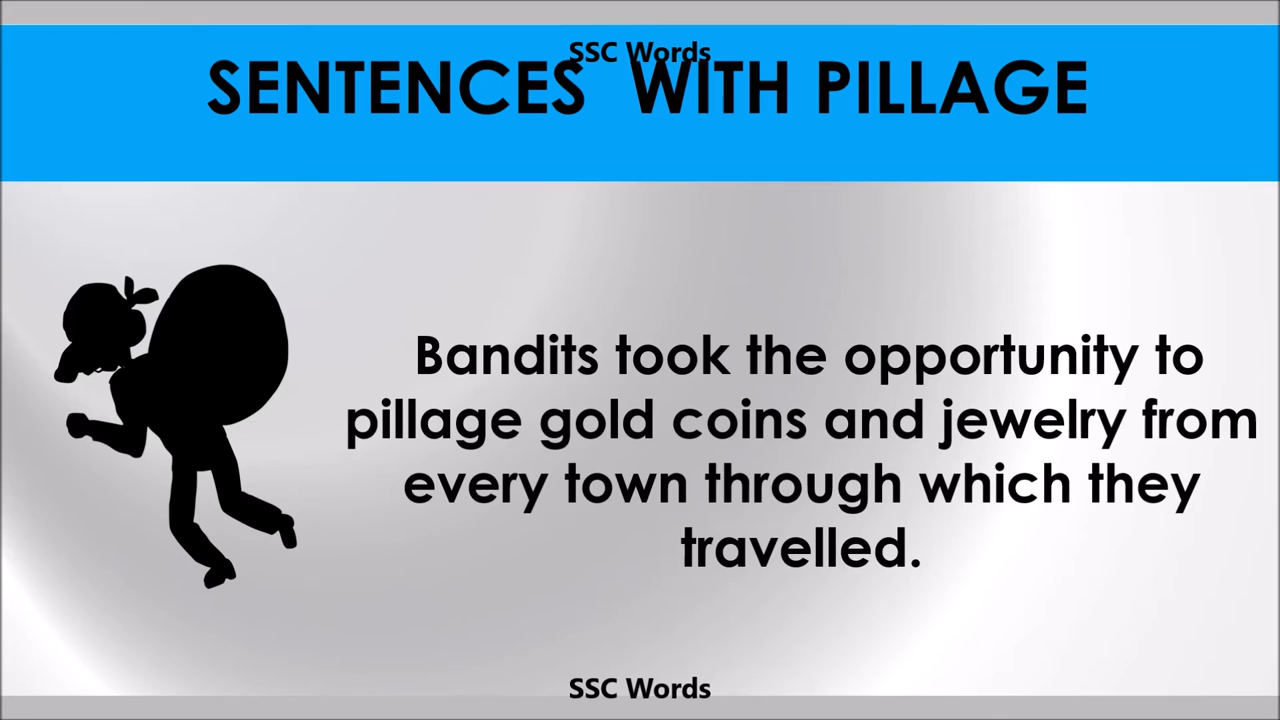 SSC Words
SENTENCES WITH PILLAGE
Bandits took the opportunity to
pillage gold coins and jewelry from
every town through which they
travelled.
SSC Words